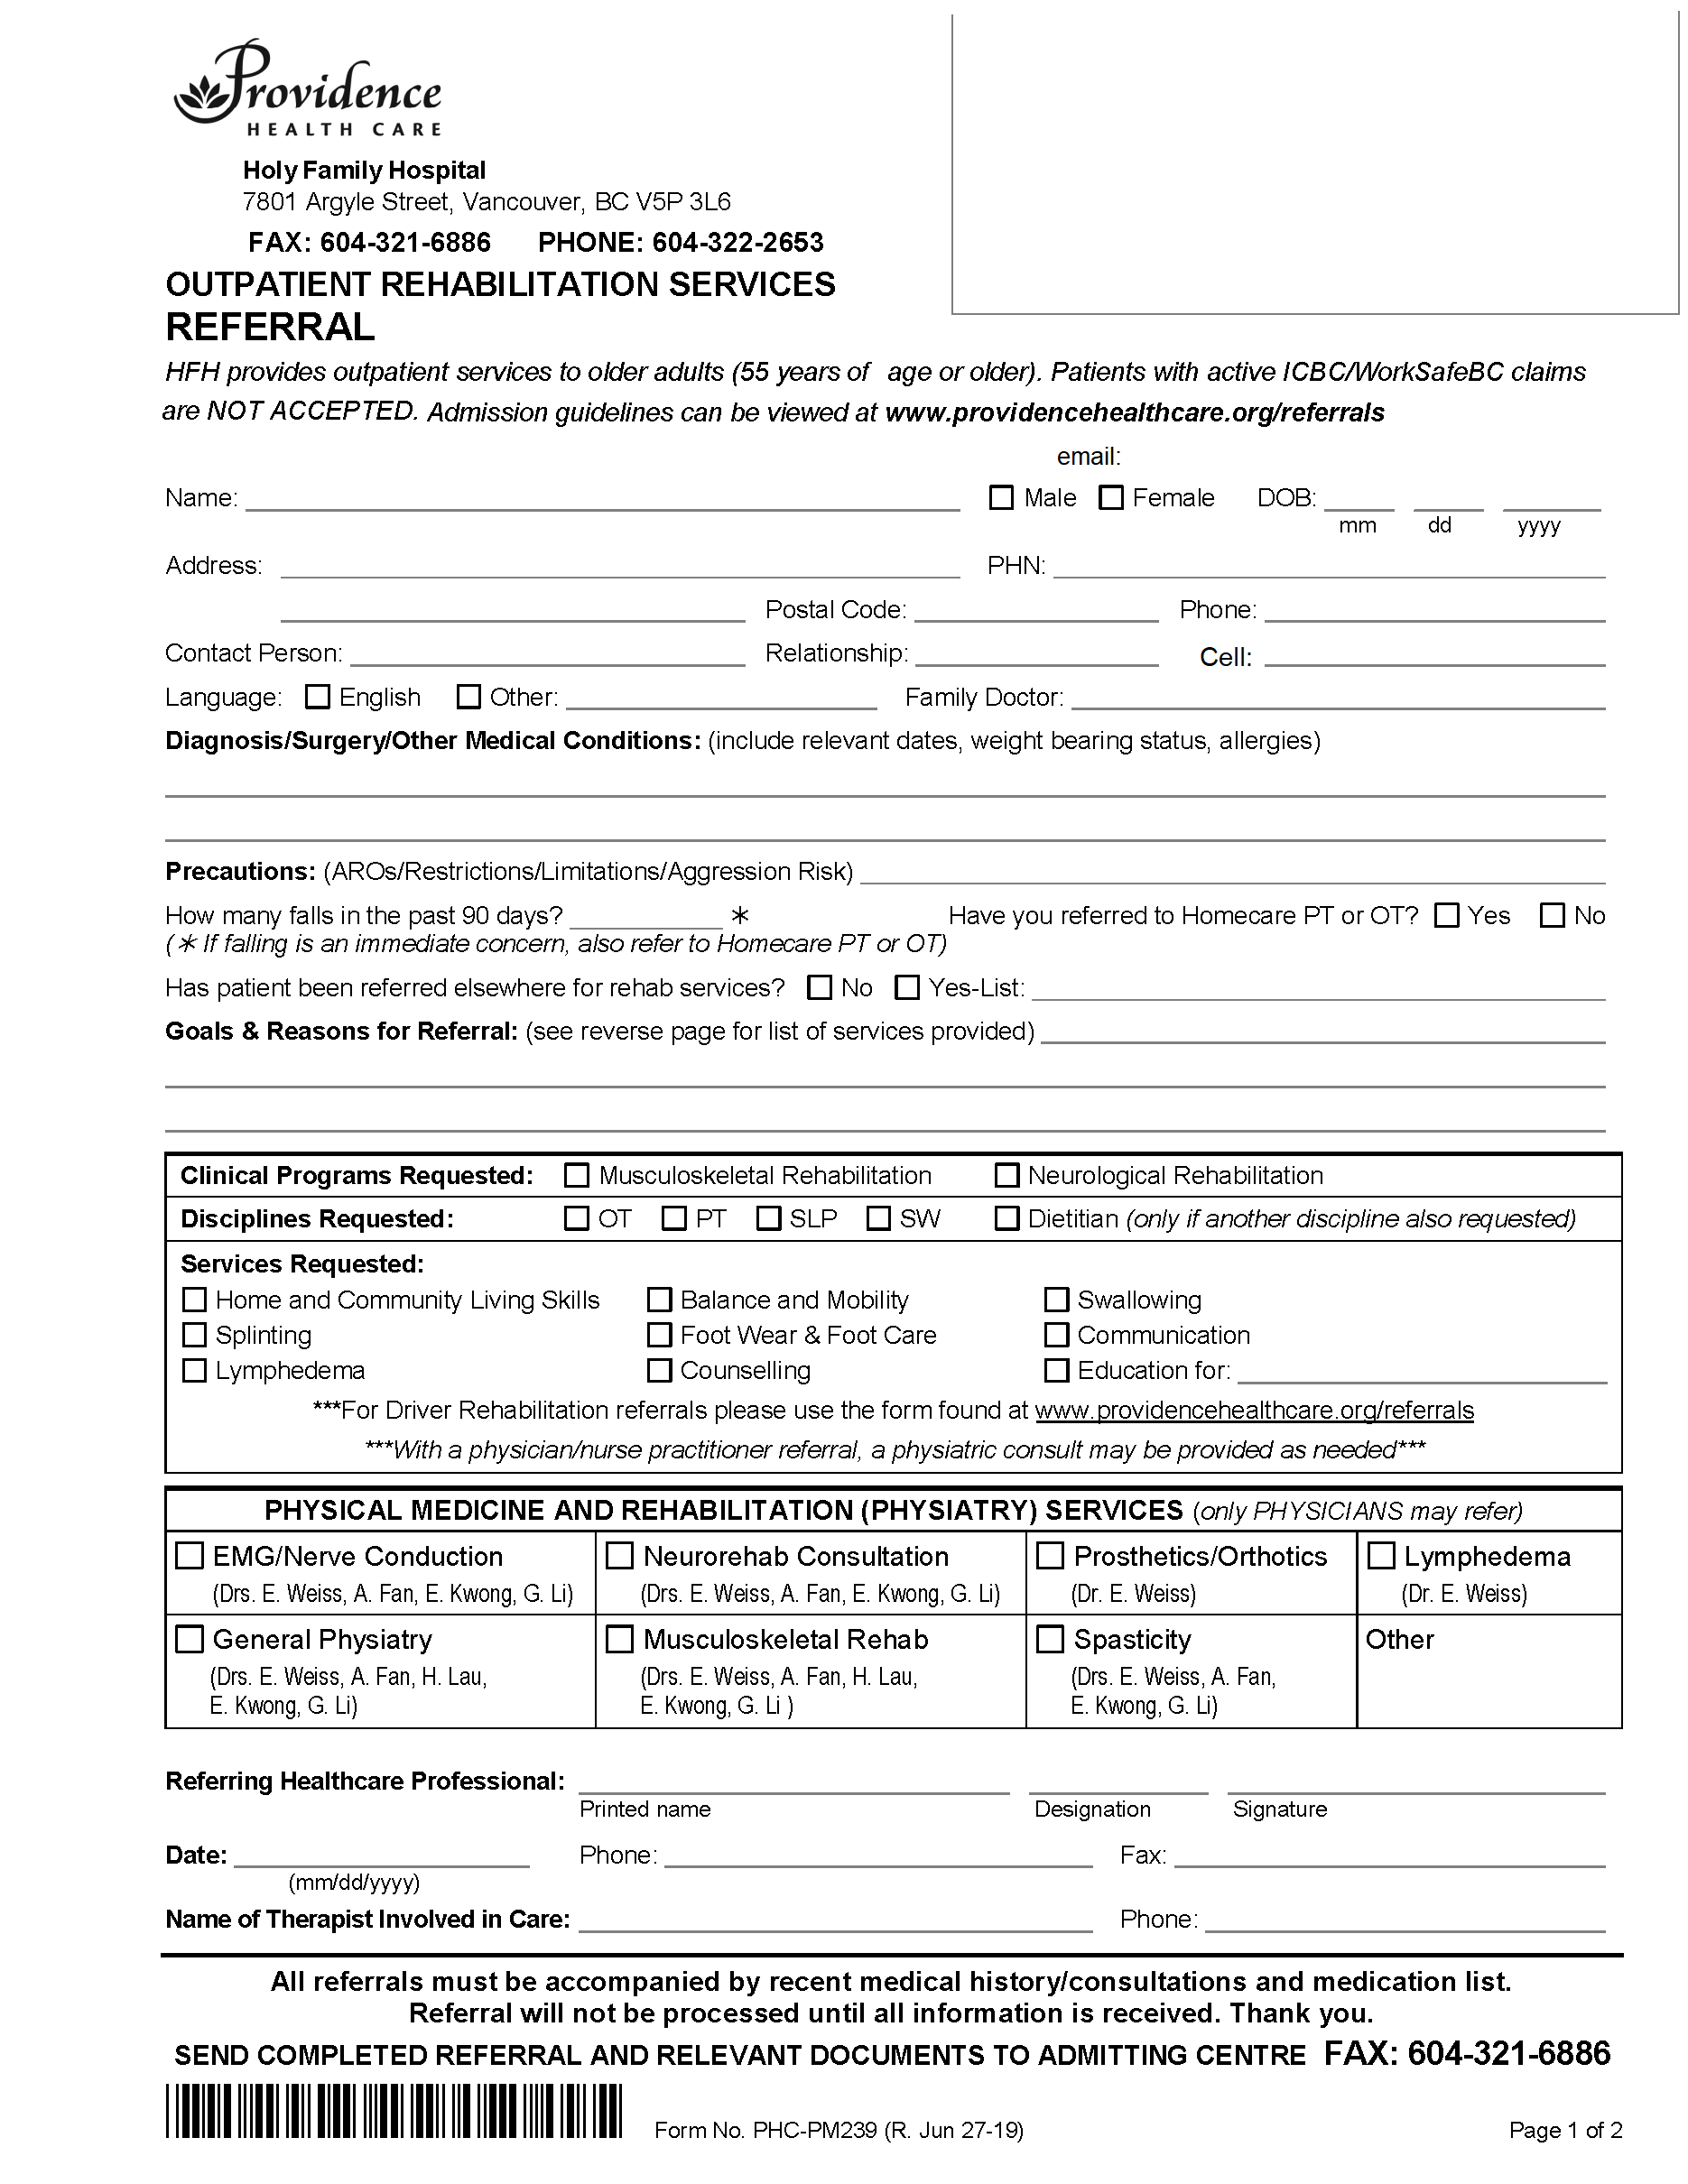 Providence
HEALTH CARE
Holy Family Hospital
7801 Argyle Street, Vancouver, BC V5P 3L6
FAX: 604-321-6886 PHONE: 604-322-2653
OUTPATIENT REHABILITATION SERVICES
REFERRAL
HFH provides outpatient services to older adults (55 years of age or older). Patients with active ICBC/WorkSafeBC claims
are NOT ACCEPTED. Admission guidelines can be viewed at www.providencehealthcare.org/referrals
email:
Name: ☐ Male ☐ Female DOB:
mm dd yyyy
Address: PHN:
Postal Code: Phone:
Contact Person: Relationship: Cell:
Language: ☐ English ☐ Other: Family Doctor:
Diagnosis/Surgery/Other Medical Conditions: (include relevant dates, weight bearing status, allergies)
Precautions: (AROs/Restrictions/Limitations/Aggression Risk)
How many falls in the past 90 days? * Have you referred to Homecare PT or OT? ☐ Yes ☐ No
(* If falling is an immediate concern, also refer to Homecare PT or OT)
Has patient been referred elsewhere for rehab services? ☐ No ☐ Yes-List:
Goals & Reasons for Referral: (see reverse page for list of services provided)
Clinical Programs Requested: ☐ Musculoskeletal Rehabilitation ☐ Neurological Rehabilitation
Disciplines Requested: ☐ OT ☐ PT ☐ SLP ☐ SW ☐ Dietitian (only if another discipline also requested)
Services Requested:
☐ Home and Community Living Skills ☐ Balance and Mobility ☐ Swallowing
☐ Splinting ☐ Foot Wear & Foot Care ☐ Communication
☐ Lymphedema ☐ Counselling ☐ Education for:
***For Driver Rehabilitation referrals please use the form found at www.providencehealthcare.org/referrals
***With a physician/nurse practitioner referral, a physiatric consult may be provided as needed***
PHYSICAL MEDICINE AND REHABILITATION (PHYSIATRY) SERVICES (only PHYSICIANS may refer)
☐ EMG/Nerve Conduction ☐ Neurorehab Consultation ☐ Prosthetics/Orthotics ☐ Lymphedema
(Drs. E. Weiss, A. Fan, E. Kwong, G. Li) (Drs. E. Weiss, A. Fan, E. Kwong, G. Li) (Dr. E. Weiss) (Dr. E. Weiss)
☐ General Physiatry ☐ Musculoskeletal Rehab ☐ Spasticity Other
(Drs. E. Weiss, A. Fan, H. Lau, (Drs. E. Weiss, A. Fan, H. Lau, (Drs. E. Weiss, A. Fan,
E. Kwong, G. Li) E. Kwong, G. Li ) E. Kwong, G. Li)
Referring Healthcare Professional:
Printed name Designation Signature
Date: Phone: Fax:
(mm/dd/yyyy)
Name of Therapist Involved in Care: Phone:
All referrals must be accompanied by recent medical history/consultations and medication list.
Referral will not be processed until all information is received. Thank you.
SEND COMPLETED REFERRAL AND RELEVANT DOCUMENTS TO ADMITTING CENTRE FAX: 604-321-6886
Form No. PHC-PM239 (R. Jun 27-19) Page 1 of 2